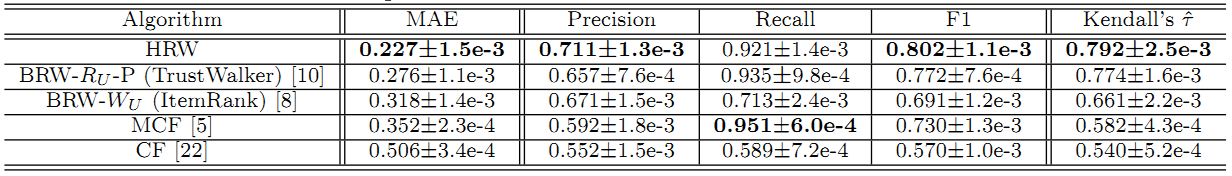 Algorithm MAE Precision Recall F1 Kendall's τ̂
HRW 0.227±1.5e-3 0.711±1.3e-3 0.921±1.4e-3 0.802±1.1e-3 0.792±2.5e-3
BRW-R_U-P (TrustWalker) [10] 0.276±1.1e-3 0.657±7.6e-4 0.935±9.8e-4 0.772±7.6e-4 0.774±1.6e-3
BRW-W_U (ItemRank) [8] 0.318±1.4e-3 0.671±1.5e-3 0.713±2.4e-3 0.691±1.2e-3 0.661±2.2e-3
MCF [5] 0.352±2.3e-4 0.592±1.8e-3 0.951±6.0e-4 0.730±1.3e-3 0.582±4.3e-4
CF [22] 0.506±3.4e-4 0.552±1.5e-3 0.589±7.2e-4 0.570±1.0e-3 0.540±5.2e-4